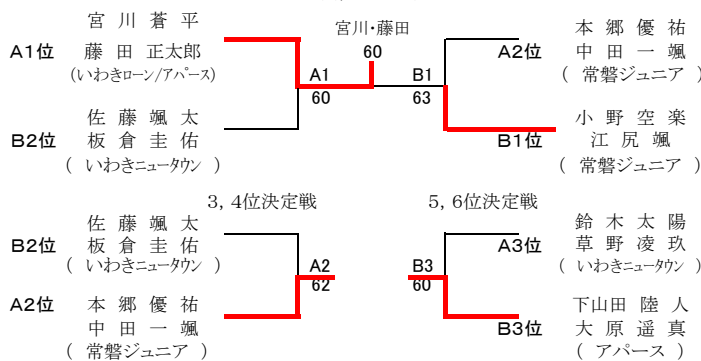 宮川 蒼平
A1位
藤田 正太郎
(いわきローン/アパース)
宮川・藤田
60
A1
60
B1
63
本郷優祐
A2位
中田一颯
( 常磐ジュニア )
佐藤颯太
B2位
板倉圭佑
( いわきニュータウン )
小野空楽
B1位
江尻颯
( 常磐ジュニア )
3, 4位決定戦
5, 6位決定戦
佐藤颯太
B2位
板倉圭佑
( いわきニュータウン )
A2
62
B3
60
鈴木太陽
A3位
草野凌玖
( いわきニュータウン )
A2位
本郷優祐
中田一颯
( 常磐ジュニア )
下山田 陸人
B3位
大原遥真
( アパース )